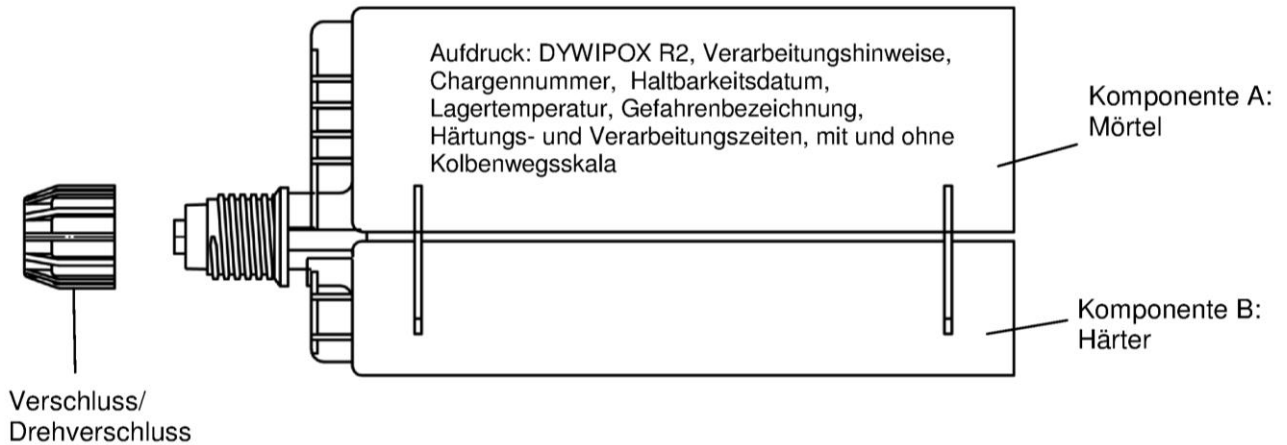 Aufdruck: DYWIPOX R2, Verarbeitungshinweise,
Chargennummer, Haltbarkeitsdatum,
Lagertemperatur, Gefahrenbezeichnung,
Härtungs- und Verarbeitungszeiten, mit und ohne
Kolbenwegsskala
Komponente A:
Mörtel
Komponente B:
Härter
Verschluss/
Drehverschluss